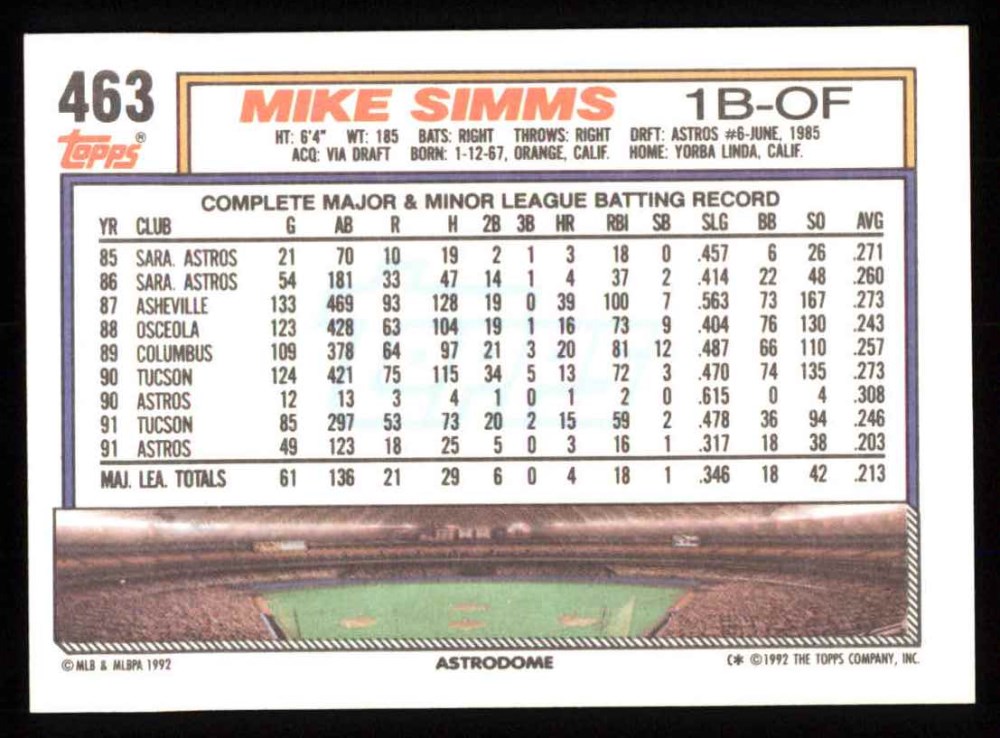 463
Topps®
MIKE SIMMS 1B-OF
HT: 6'4" WT: 185 BATS: RIGHT THROWS: RIGHT DRFT: ASTROS #6-JUNE, 1985
ACQ: VIA DRAFT BORN: 1-12-67, ORANGE, CALIF. HOME: YORBA LINDA, CALIF.
COMPLETE MAJOR & MINOR LEAGUE BATTING RECORD
YR CLUB G AB R H 2B 3B HR RBI SB SLG BB SO AVG
85 SARA. ASTROS 21 70 10 19 2 1 3 18 0 .457 6 26 .271
86 SARA. ASTROS 54 181 33 47 14 1 4 37 2 .414 22 48 .260
87 ASHEVILLE 133 469 93 128 19 0 39 100 7 .563 73 167 .273
88 OSCEOLA 123 428 63 104 19 1 16 73 9 .404 76 130 .243
89 COLUMBUS 109 378 64 97 21 3 20 81 12 .487 66 110 .257
90 TUCSON 124 421 75 115 34 5 13 72 3 .470 74 135 .273
90 ASTROS 12 13 3 4 1 0 1 2 0 .615 0 4 .308
91 TUCSON 85 297 53 73 20 2 15 59 2 .478 36 94 .246
91 ASTROS 49 123 18 25 5 0 3 16 1 .317 18 38 .203
MAJ. LEA. TOTALS 61 136 21 29 6 0 4 18 1 .346 18 42 .213
© MLB & MLBPA 1992 ASTRODOME C* © 1992 THE TOPPS COMPANY, INC.